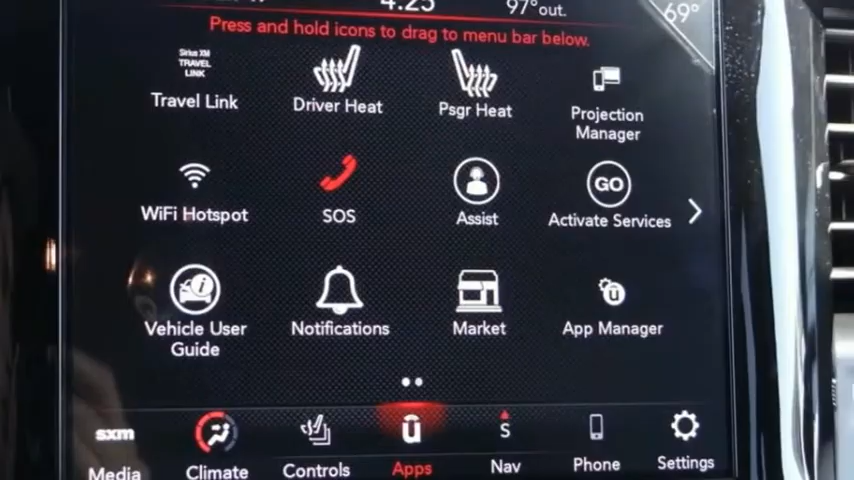 4:25
97°out.
69°
Press and hold icons to drag to menu bar below.
Sirius XM
TRAVEL
LINK
Travel Link
Driver Heat
Psgr Heat
Projection
Manager
WiFi Hotspot
SOS
Assist
GO
Activate Services
i
Vehicle User
Guide
Notifications
Market
u
App Manager
sxm
Media
Climate
Controls
u
Apps
S
Nav
Phone
Settings